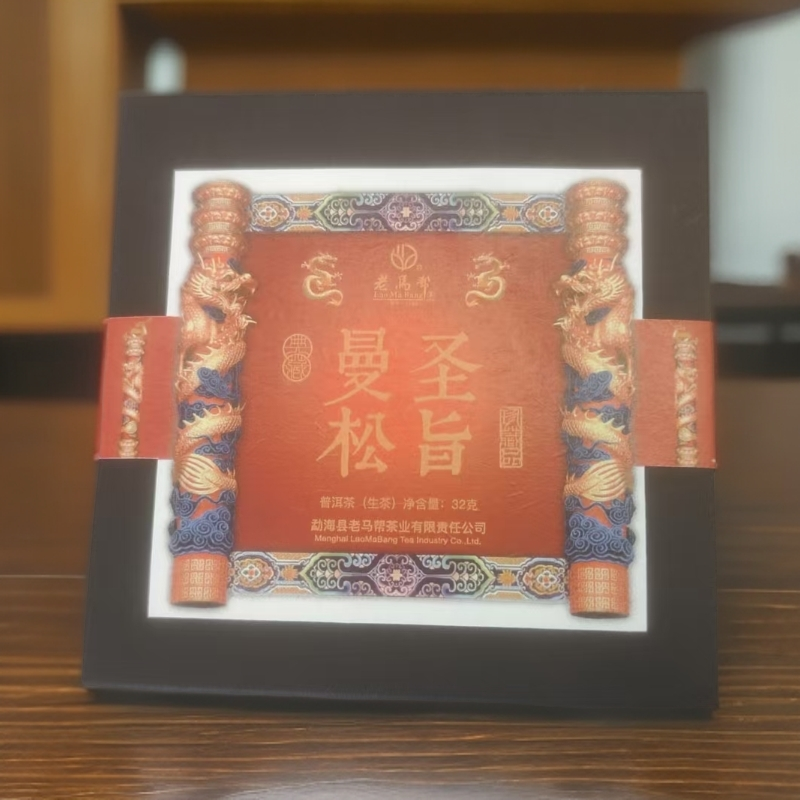 老马帮
LaoMaBang
圣旨
曼松
典藏
普洱茶（生茶）净含量：32克
勐海县老马帮茶业有限责任公司
Menghai LaoMaBang Tea Industry Co.,Ltd.